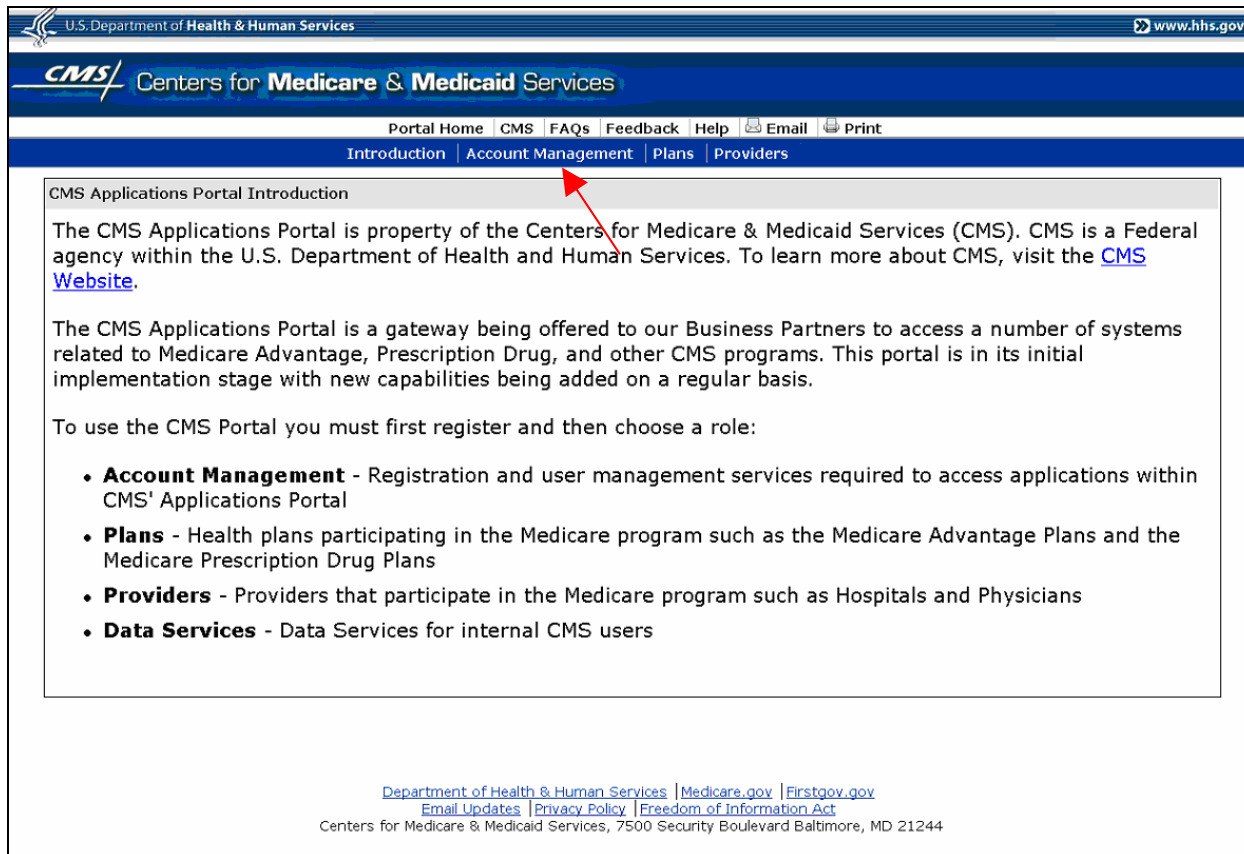 U.S. Department of Health & Human Services
www.hhs.gov
CMS/ Centers for Medicare & Medicaid Services
Portal Home | CMS | FAQs | Feedback | Help | Email | Print
Introduction | Account Management | Plans | Providers
CMS Applications Portal Introduction
The CMS Applications Portal is property of the Centers for Medicare & Medicaid Services (CMS). CMS is a Federal
agency within the U.S. Department of Health and Human Services. To learn more about CMS, visit the CMS
Website.
The CMS Applications Portal is a gateway being offered to our Business Partners to access a number of systems
related to Medicare Advantage, Prescription Drug, and other CMS programs. This portal is in its initial
implementation stage with new capabilities being added on a regular basis.
To use the CMS Portal you must first register and then choose a role:
• Account Management - Registration and user management services required to access applications within
CMS' Applications Portal
• Plans - Health plans participating in the Medicare program such as the Medicare Advantage Plans and the
Medicare Prescription Drug Plans
• Providers - Providers that participate in the Medicare program such as Hospitals and Physicians
• Data Services - Data Services for internal CMS users
Department of Health & Human Services | Medicare.gov | Firstgov.gov
Email Updates | Privacy Policy | Freedom of Information Act
Centers for Medicare & Medicaid Services, 7500 Security Boulevard Baltimore, MD 21244